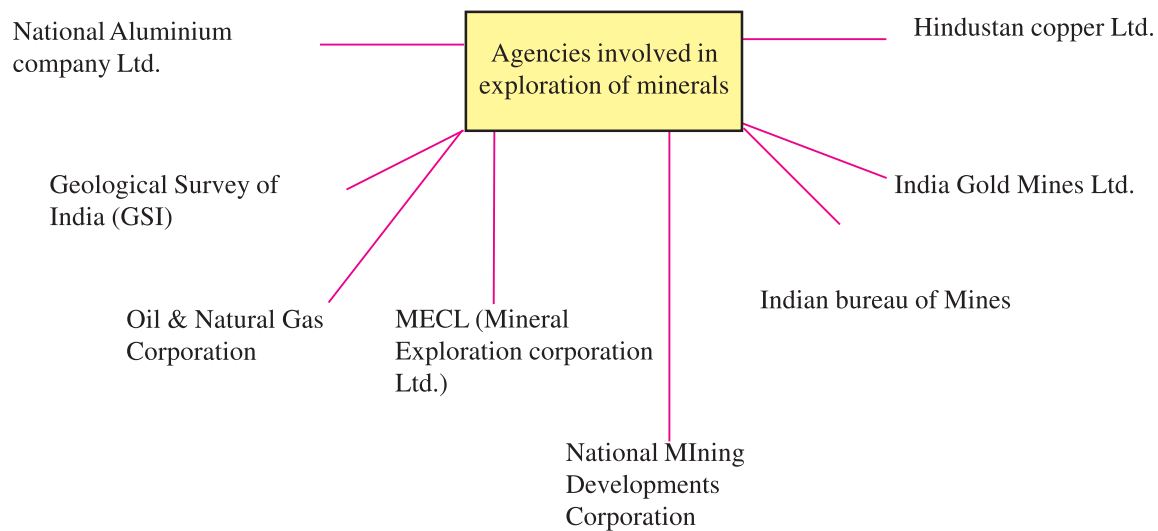 National Aluminium
company Ltd.
Agencies involved in
exploration of minerals
Hindustan copper Ltd.
Geological Survey of
India (GSI)
India Gold Mines Ltd.
Oil & Natural Gas
Corporation
MECL (Mineral
Exploration corporation
Ltd.)
Indian bureau of Mines
National MIning
Developments
Corporation